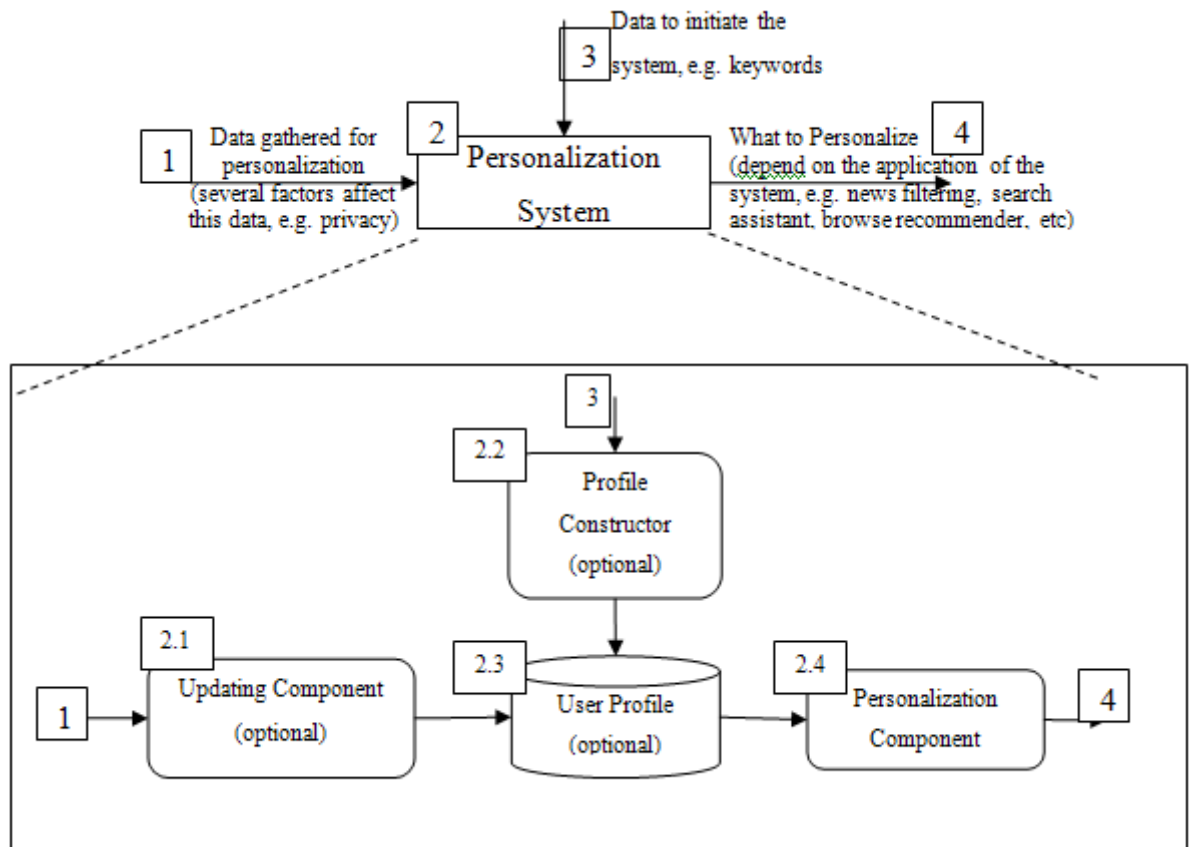 Data to initiate the
3
system, e.g. keywords
1
Data gathered for
personalization
(several factors affect
this data, e.g. privacy)
2
Personalization
System
What to Personalize
4
(depend on the application of the
system, e.g. news filtering, search
assistant, browse recommender, etc)
3
2.2
Profile
Constructor
(optional)
2.1
Updating Component
(optional)
1
2.3
User Profile
(optional)
2.4
Personalization
Component
4